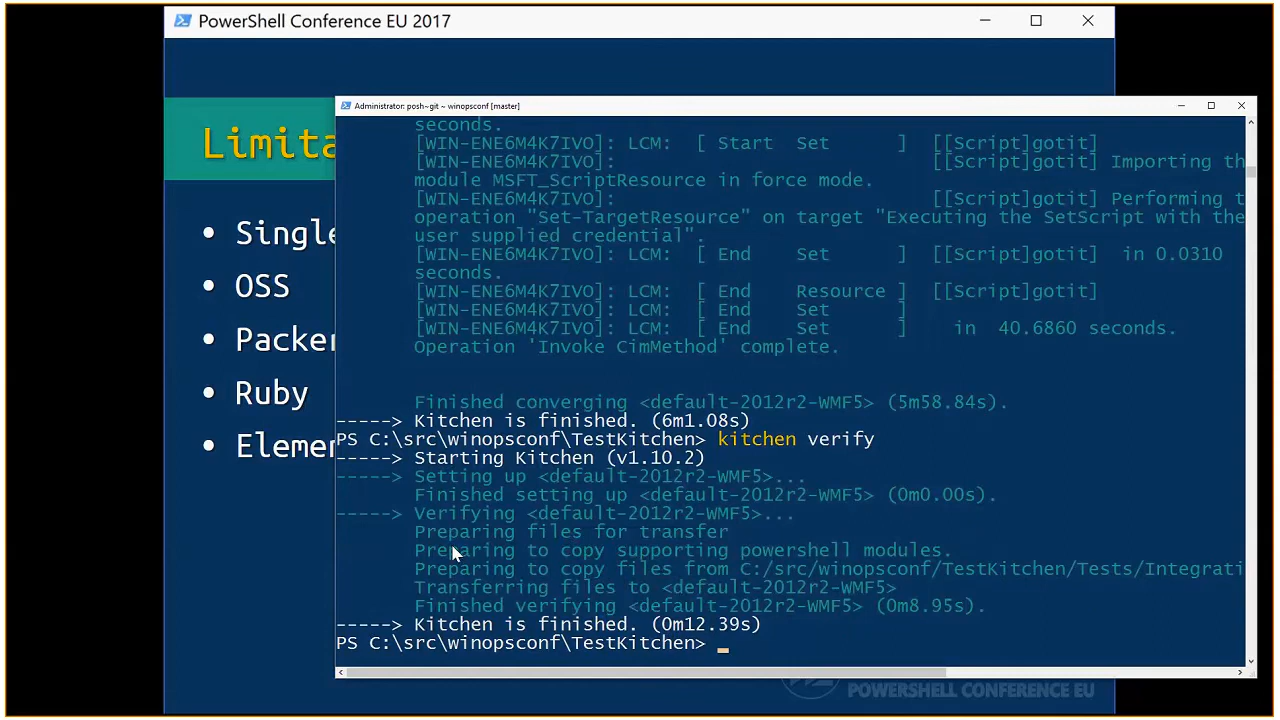 PowerShell Conference EU 2017
Administrator: posh~git ~ winopsconf [master]
• Single
• OSS
• Packer
• Ruby
seconds.
[WIN-ENE6M4K7IVO]: LCM:  [ Start  Set      ]  [[Script]gotit]
[WIN-ENE6M4K7IVO]:                            [[Script]gotit] Importing th
module MSFT_ScriptResource in force mode.
[WIN-ENE6M4K7IVO]:                            [[Script]gotit] Performing t
operation "Set-TargetResource" on target "Executing the SetScript with the
user supplied credential".
[WIN-ENE6M4K7IVO]: LCM:  [ End    Set      ]  [[Script]gotit]  in 0.0310
seconds.
[WIN-ENE6M4K7IVO]: LCM:  [ End    Resource ]  [[Script]gotit]
[WIN-ENE6M4K7IVO]: LCM:  [ End    Set      ]
[WIN-ENE6M4K7IVO]: LCM:  [ End    Set      ]    in  40.6860 seconds.
Operation 'Invoke CimMethod' complete.
Finished converging <default-2012r2-WMF5> (5m58.84s).
-----> Kitchen is finished. (6m1.08s)
PS C:\src\winopsconf\TestKitchen> kitchen verify
-----> Starting Kitchen (v1.10.2)
-----> Setting up <default-2012r2-WMF5>...
Finished setting up <default-2012r2-WMF5> (0m0.00s).
-----> Verifying <default-2012r2-WMF5>...
Preparing files for transfer
Preparing to copy supporting powershell modules.
Preparing to copy files from C:/src/winopsconf/TestKitchen/Tests/Integrati
Transferring files to <default-2012r2-WMF5>
Finished verifying <default-2012r2-WMF5> (0m8.95s).
-----> Kitchen is finished. (0m12.39s)
PS C:\src\winopsconf\TestKitchen>
POWERSHELL CONFERENCE EU